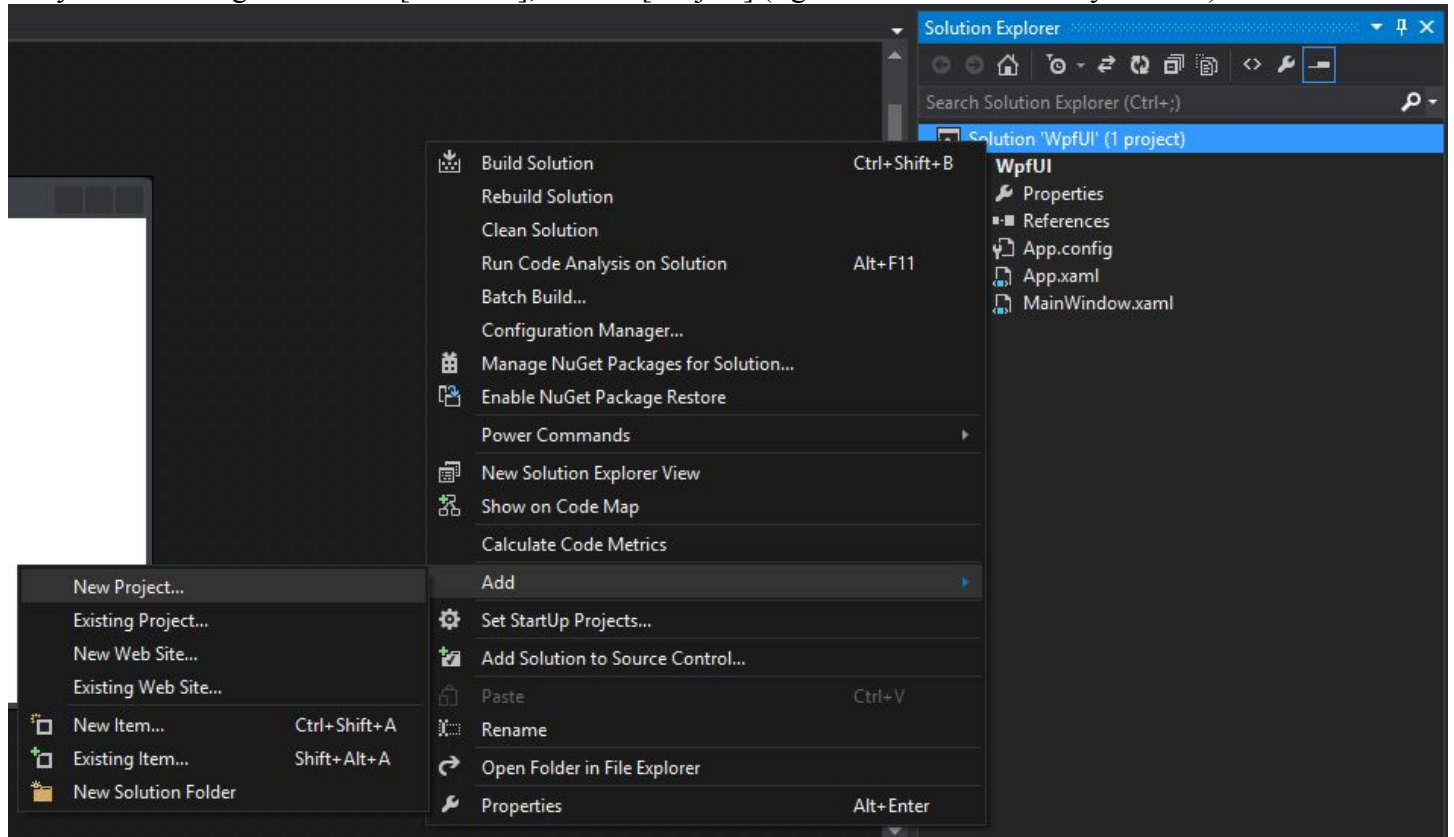 Solution Explorer
Search Solution Explorer (Ctrl+;)
Solution 'WpfUI' (1 project)
WpfUI
Properties
References
App.config
App.xaml
MainWindow.xaml
Build Solution Ctrl+Shift+B
Rebuild Solution
Clean Solution
Run Code Analysis on Solution Alt+F11
Batch Build...
Configuration Manager...
Manage NuGet Packages for Solution...
Enable NuGet Package Restore
Power Commands
New Solution Explorer View
Show on Code Map
Calculate Code Metrics
Add
Set StartUp Projects...
Add Solution to Source Control...
Paste Ctrl+V
Rename
Open Folder in File Explorer
Properties Alt+Enter
New Project...
Existing Project...
New Web Site...
Existing Web Site...
New Item... Ctrl+Shift+A
Existing Item... Shift+Alt+A
New Solution Folder